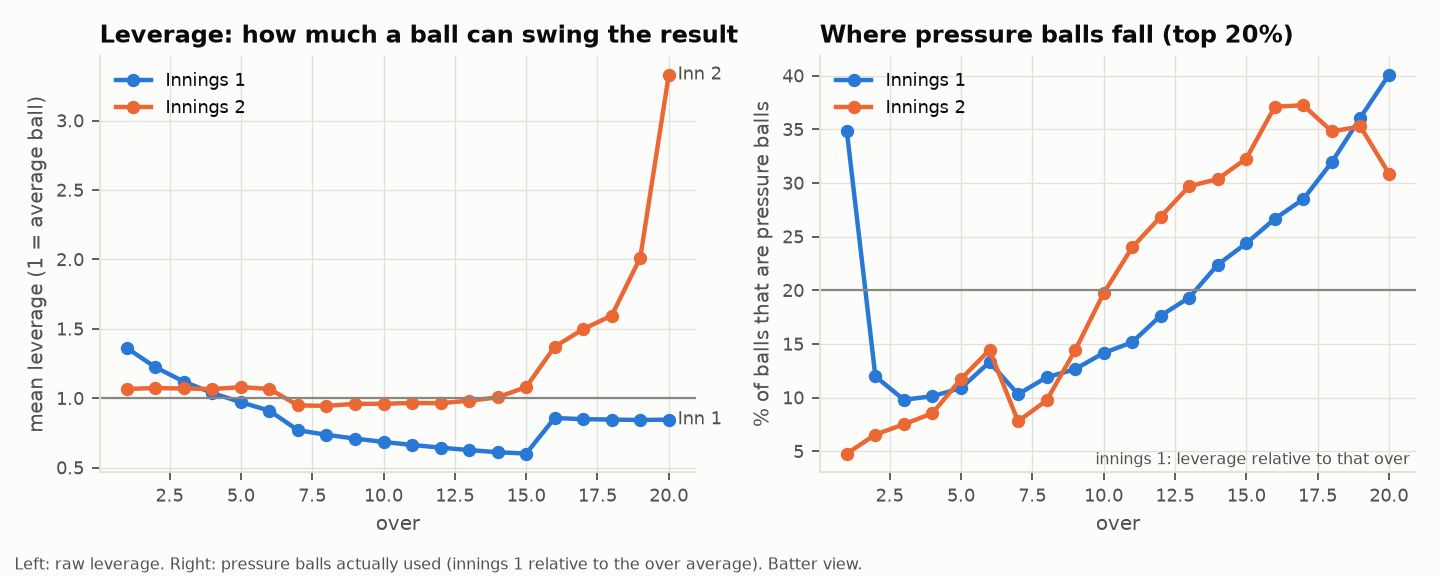 Leverage: how much a ball can swing the result
Innings 1
Innings 2
Inn 2
Inn 1
mean leverage (1 = average ball)
3.0
2.5
2.0
1.5
1.0
0.5
2.5 5.0 7.5 10.0 12.5 15.0 17.5 20.0
over
Where pressure balls fall (top 20%)
Innings 1
Innings 2
% of balls that are pressure balls
40
35
30
25
20
15
10
5
innings 1: leverage relative to that over
2.5 5.0 7.5 10.0 12.5 15.0 17.5 20.0
over
Left: raw leverage. Right: pressure balls actually used (innings 1 relative to the over average). Batter view.